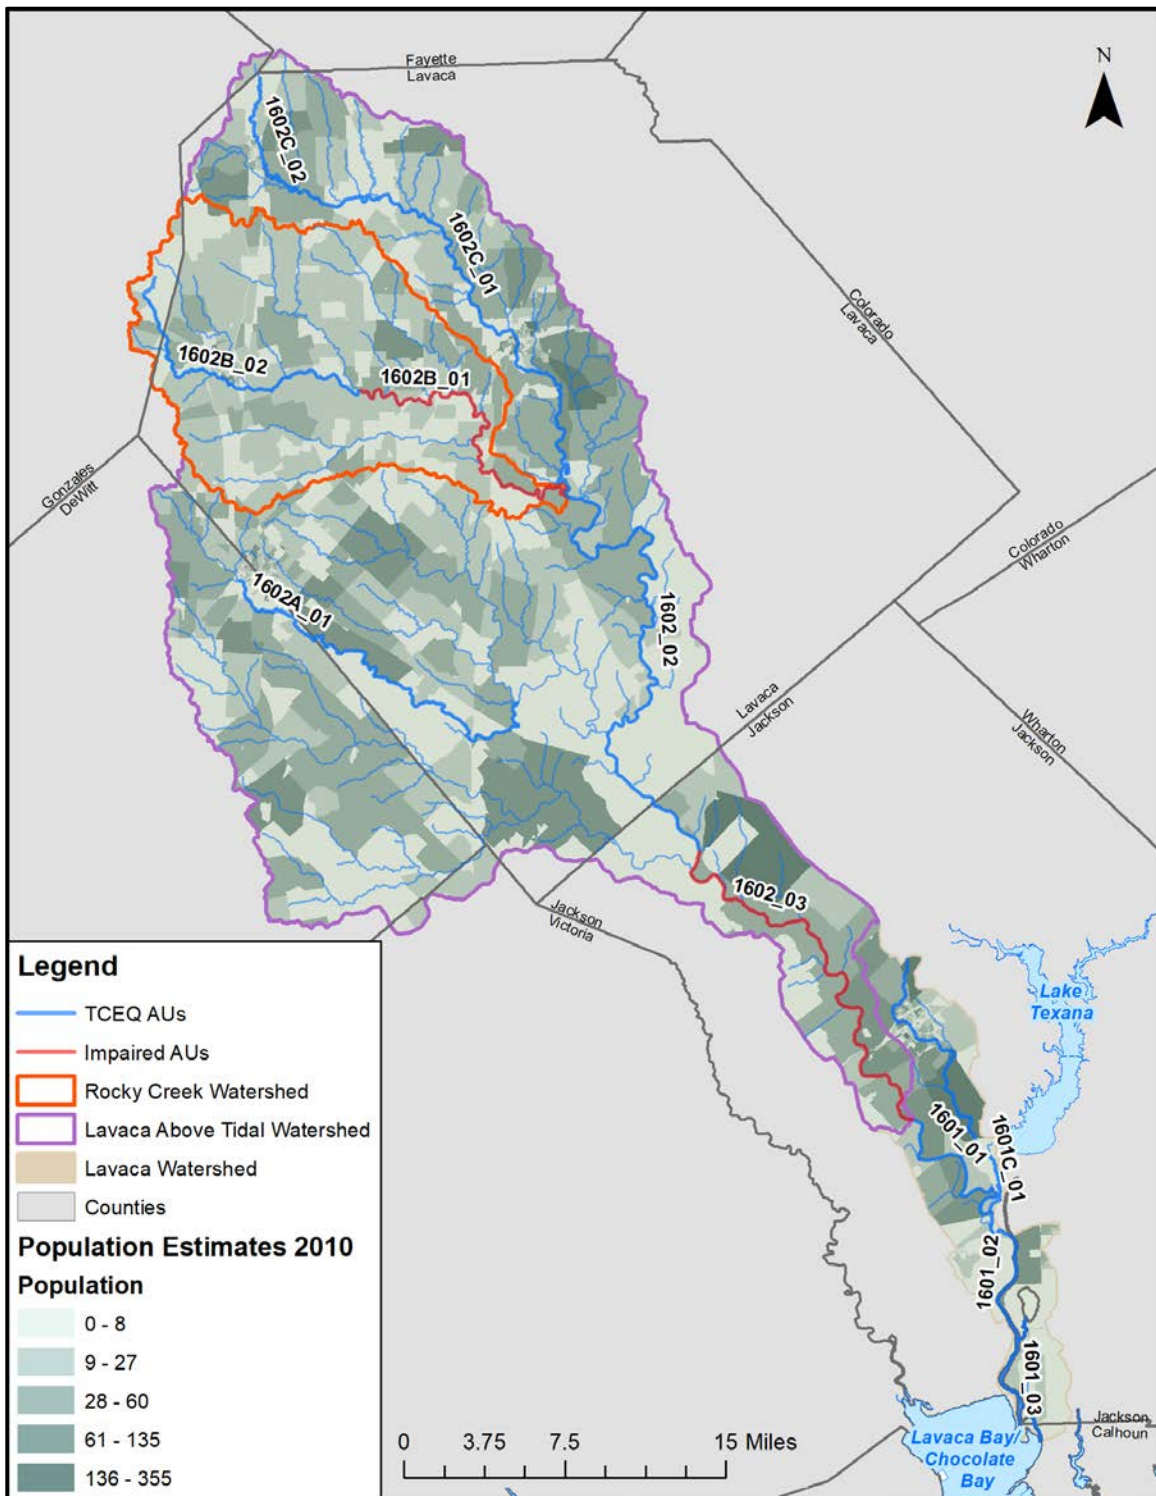 Fayette
Lavaca
N
1602C_02
1602C_01
Colorado
Lavaca
1602B_02
1602B_01
Gonzales
DeWitt
Colorado
Wharton
1602A_01
1602_02
Lavaca
Jackson
Wharton
Jackson
1602_03
Jackson
Victoria
Lake
Texana
1601_01
1601C_01
1601_02
1601_03
Jackson
Calhoun
Lavaca Bay/
Chocolate
Bay
Legend
TCEQ AUs
Impaired AUs
Rocky Creek Watershed
Lavaca Above Tidal Watershed
Lavaca Watershed
Counties
Population Estimates 2010
Population
0 - 8
9 - 27
28 - 60
61 - 135
136 - 355
0 3.75 7.5 15 Miles